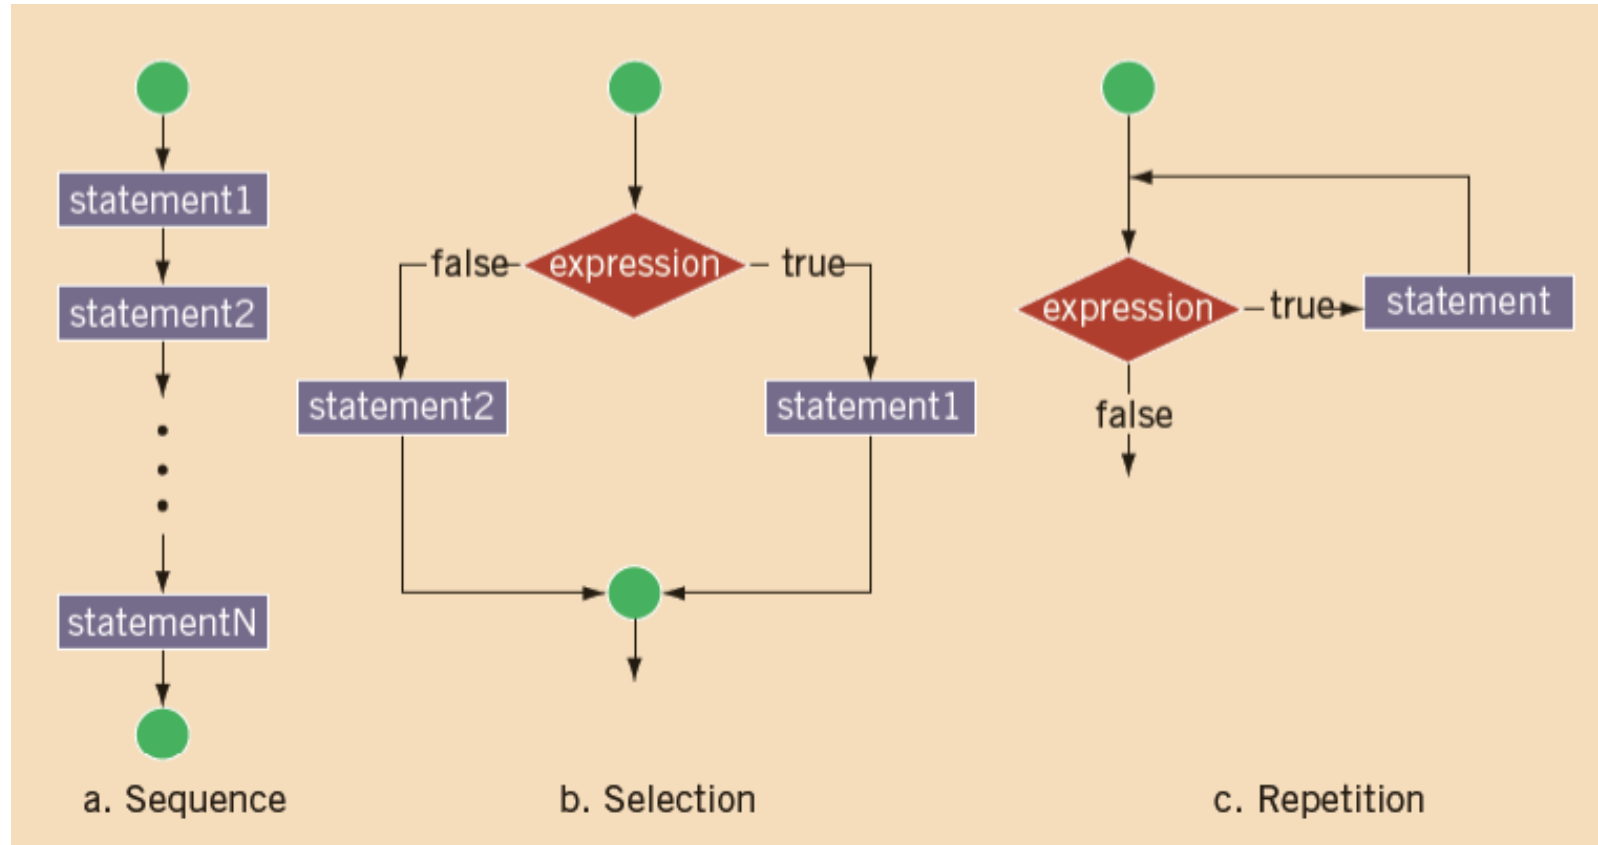 statement1
statement2
statementN
a. Sequence
false
expression
true
statement2
statement1
b. Selection
expression
true
statement
false
c. Repetition